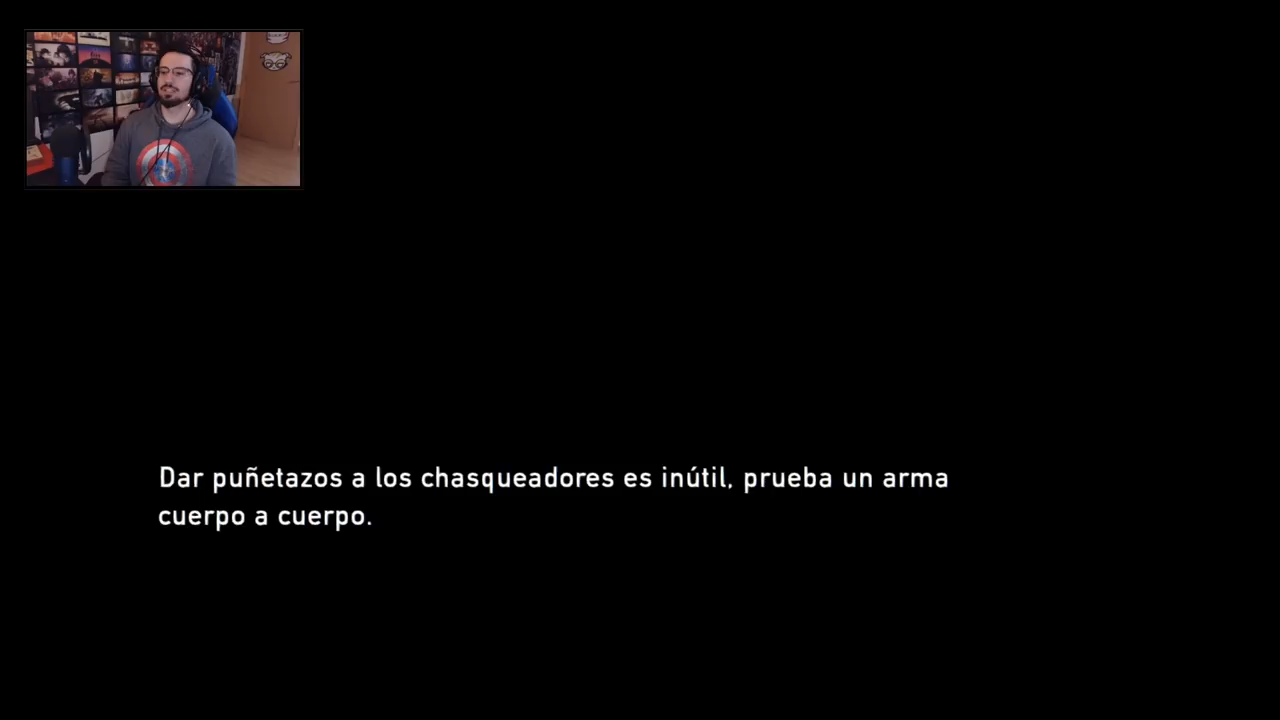 Dar puñetazos a los chasqueadores es inútil, prueba un arma
cuerpo a cuerpo.